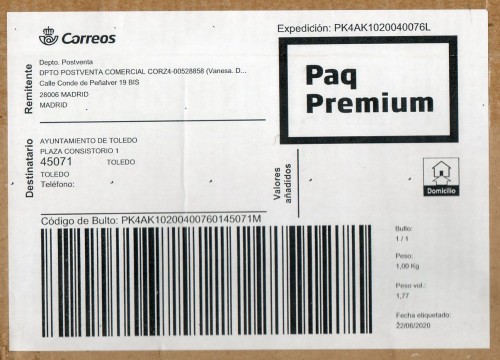 Correos
Expedición: PK4AK1020040076L
Remitente
Depto. Postventa
DPTO POSTVENTA COMERCIAL CORZ4-00528858 (Vanesa. D...
Calle Conde de Peñalver 19 BIS
28006 MADRID
MADRID
Paq
Premium
Destinatario
AYUNTAMIENTO DE TOLEDO
PLAZA CONSISTORIO 1
45071 TOLEDO
TOLEDO
Teléfono:
Valores
añadidos
Domicilio
Código de Bulto: PK4AK10200400760145071M
Bulto:
1 / 1
Peso:
1,00 Kg
Peso vol.:
1,77
Fecha etiquetado:
22/06/2020